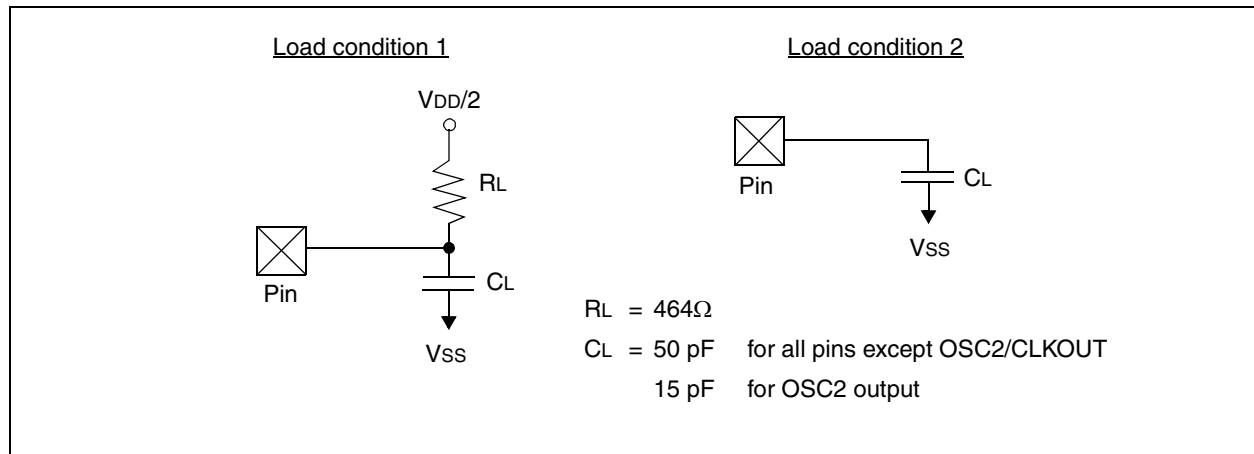 Load condition 1
Load condition 2
VDD/2
RL
Pin
CL
VSS
Pin
CL
VSS
RL = 464Ω
CL = 50 pF for all pins except OSC2/CLKOUT
15 pF for OSC2 output